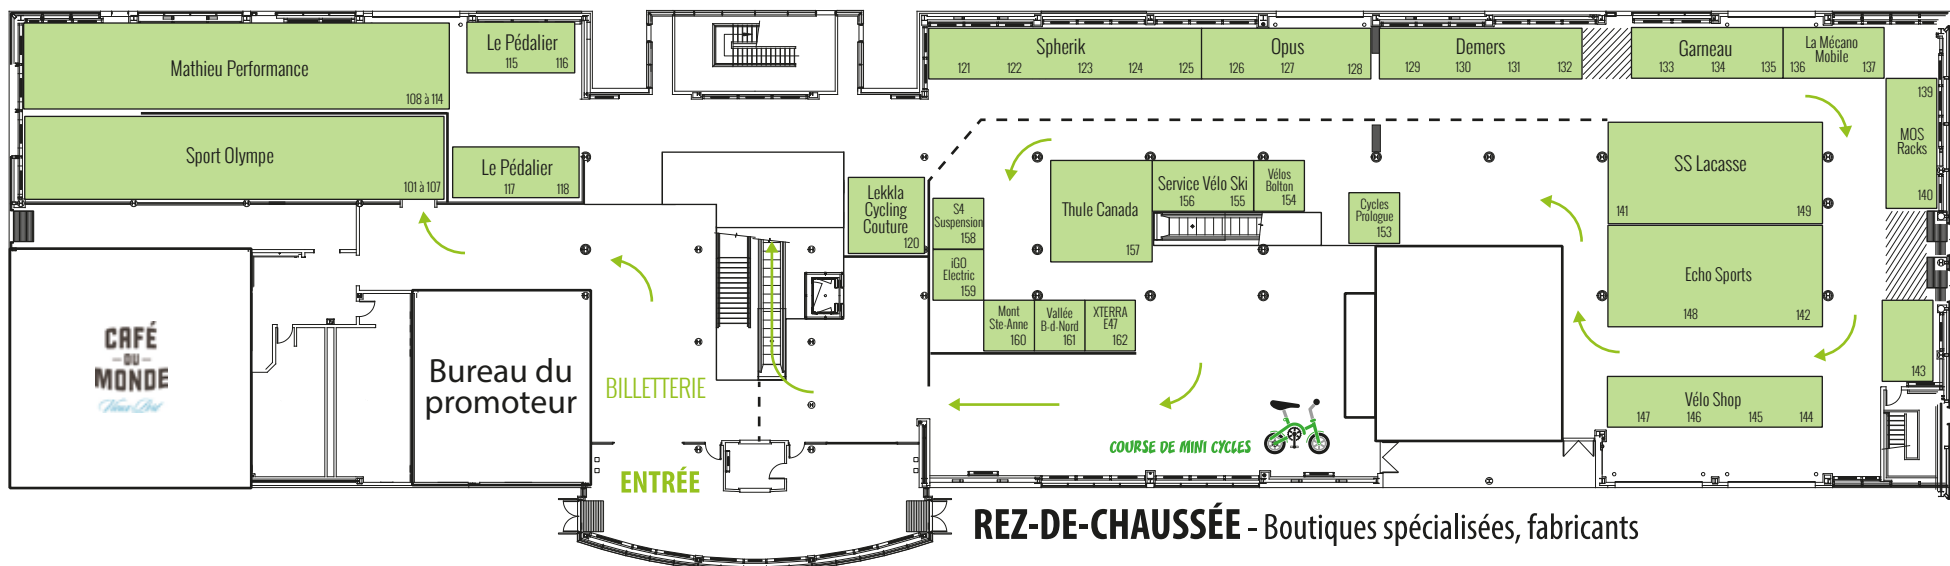 Mathieu Performance
108 à 114
Le Pédalier
115 116
Spherik
121 122 123 124 125
Opus
126 127 128
Demers
129 130 131 132
Garneau
133 134 135
La Mécano
Mobile
136 137
139
MOS
Racks
140
Sport Olympe
101 à 107
Le Pédalier
117 118
Lekkla
Cycling
Couture
120
S4
Suspension
158
iGO
Electric
159
Mont
Ste-Anne
160
Vallée
B-d-Nord
161
XTERRA
E47
162
Thule Canada
157
Service Vélo Ski
156 155
Vélos
Bolton
154
Cycles
Prologue
153
SS Lacasse
141 149
Echo Sports
148 142
143
Vélo Shop
147 146 145 144
CAFÉ
DU
MONDE
Vieux-Port
Bureau du
promoteur
BILLETTERIE
ENTRÉE
COURSE DE MINI CYCLES
REZ-DE-CHAUSSÉE - Boutiques spécialisées, fabricants